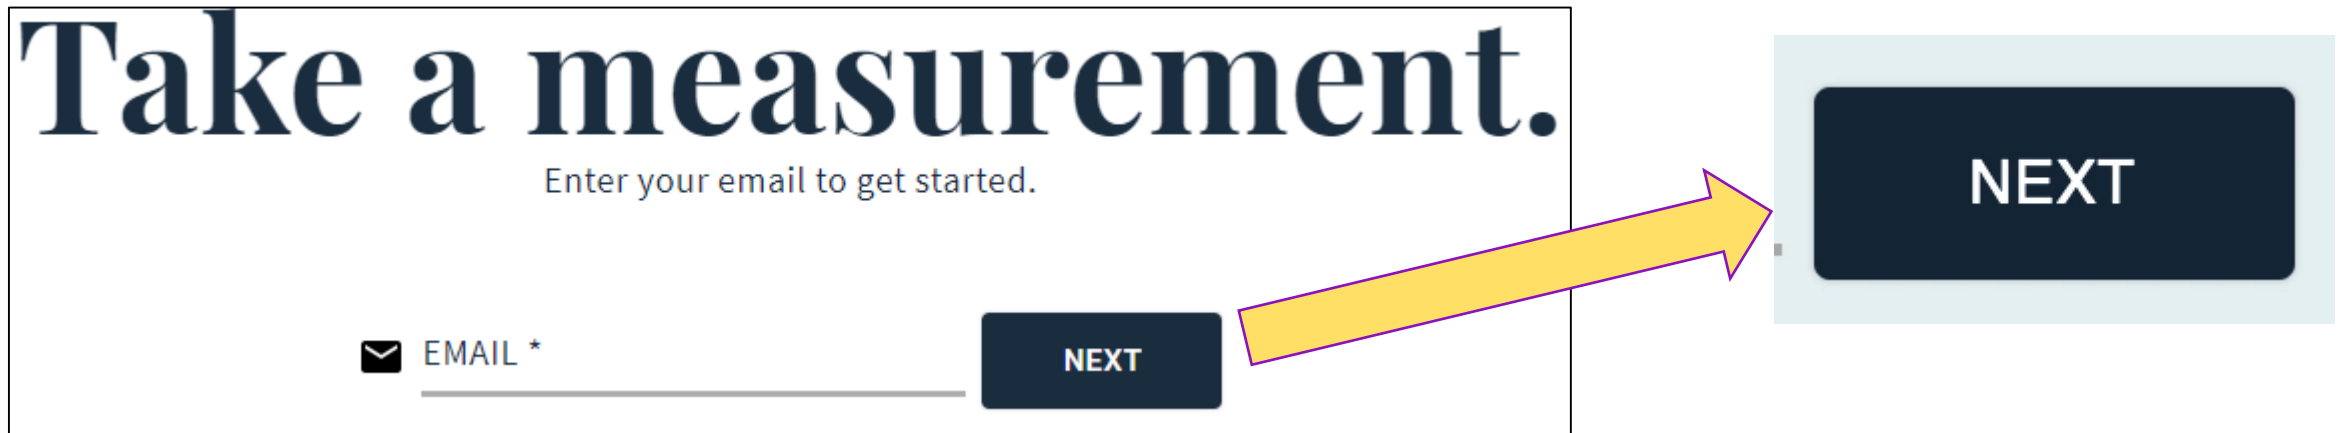 Take a measurement.
Enter your email to get started.
EMAIL *
NEXT
NEXT